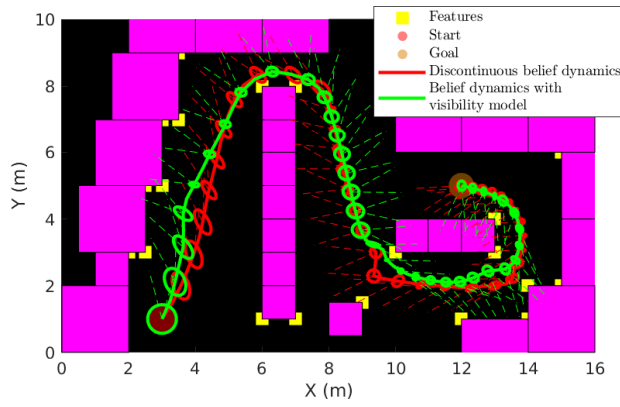 Features
Start
Goal
Discontinuous belief dynamics
Belief dynamics with
visibility model
10
8
6
4
2
0
Y (m)
0 2 4 6 8 10 12 14 16
X (m)